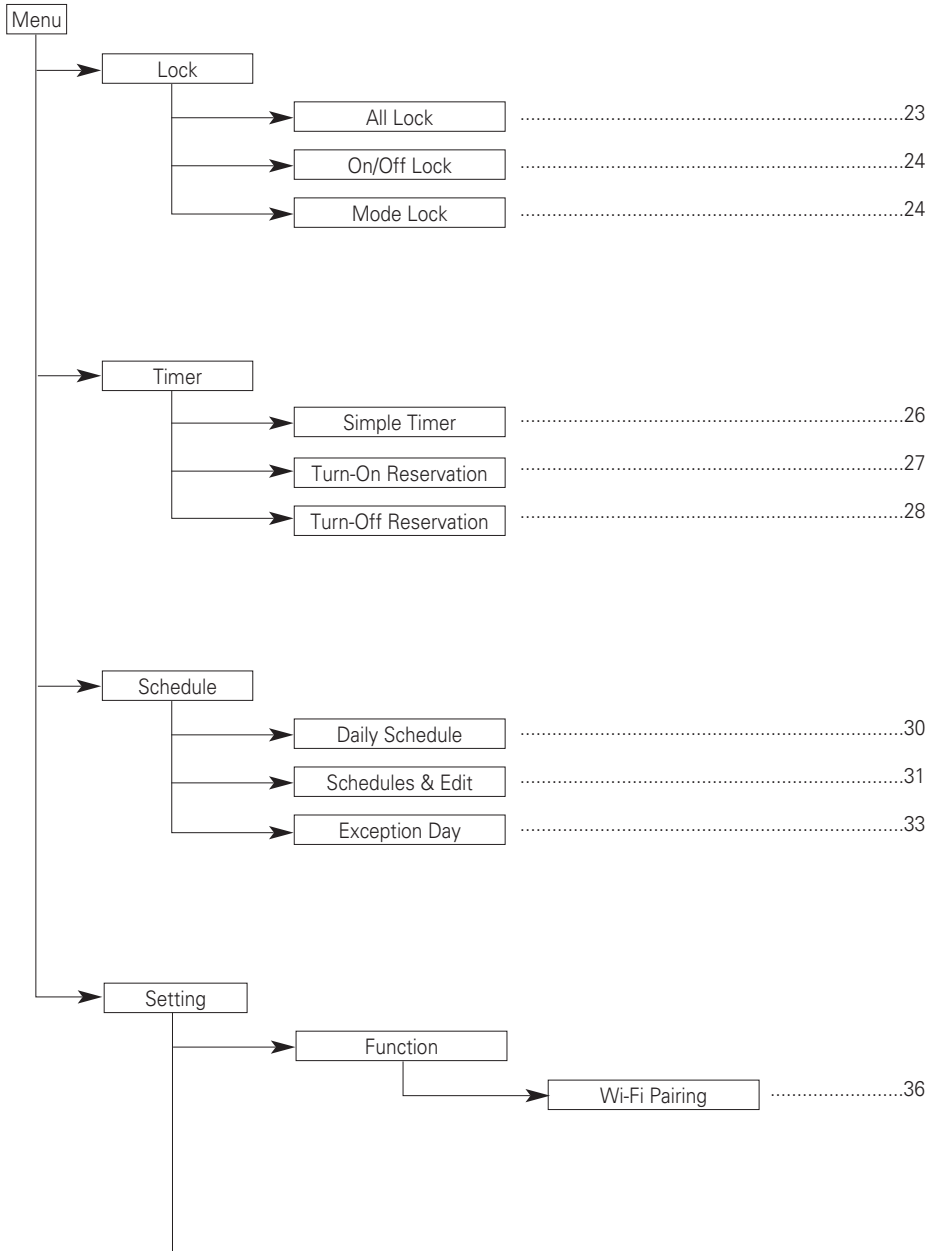 Menu
Lock
All Lock ........................................................................23
On/Off Lock ........................................................................24
Mode Lock ........................................................................24
Timer
Simple Timer ........................................................................26
Turn-On Reservation ........................................................................27
Turn-Off Reservation ........................................................................28
Schedule
Daily Schedule ........................................................................30
Schedules & Edit ........................................................................31
Exception Day ........................................................................33
Setting
Function
Wi-Fi Pairing .........................36